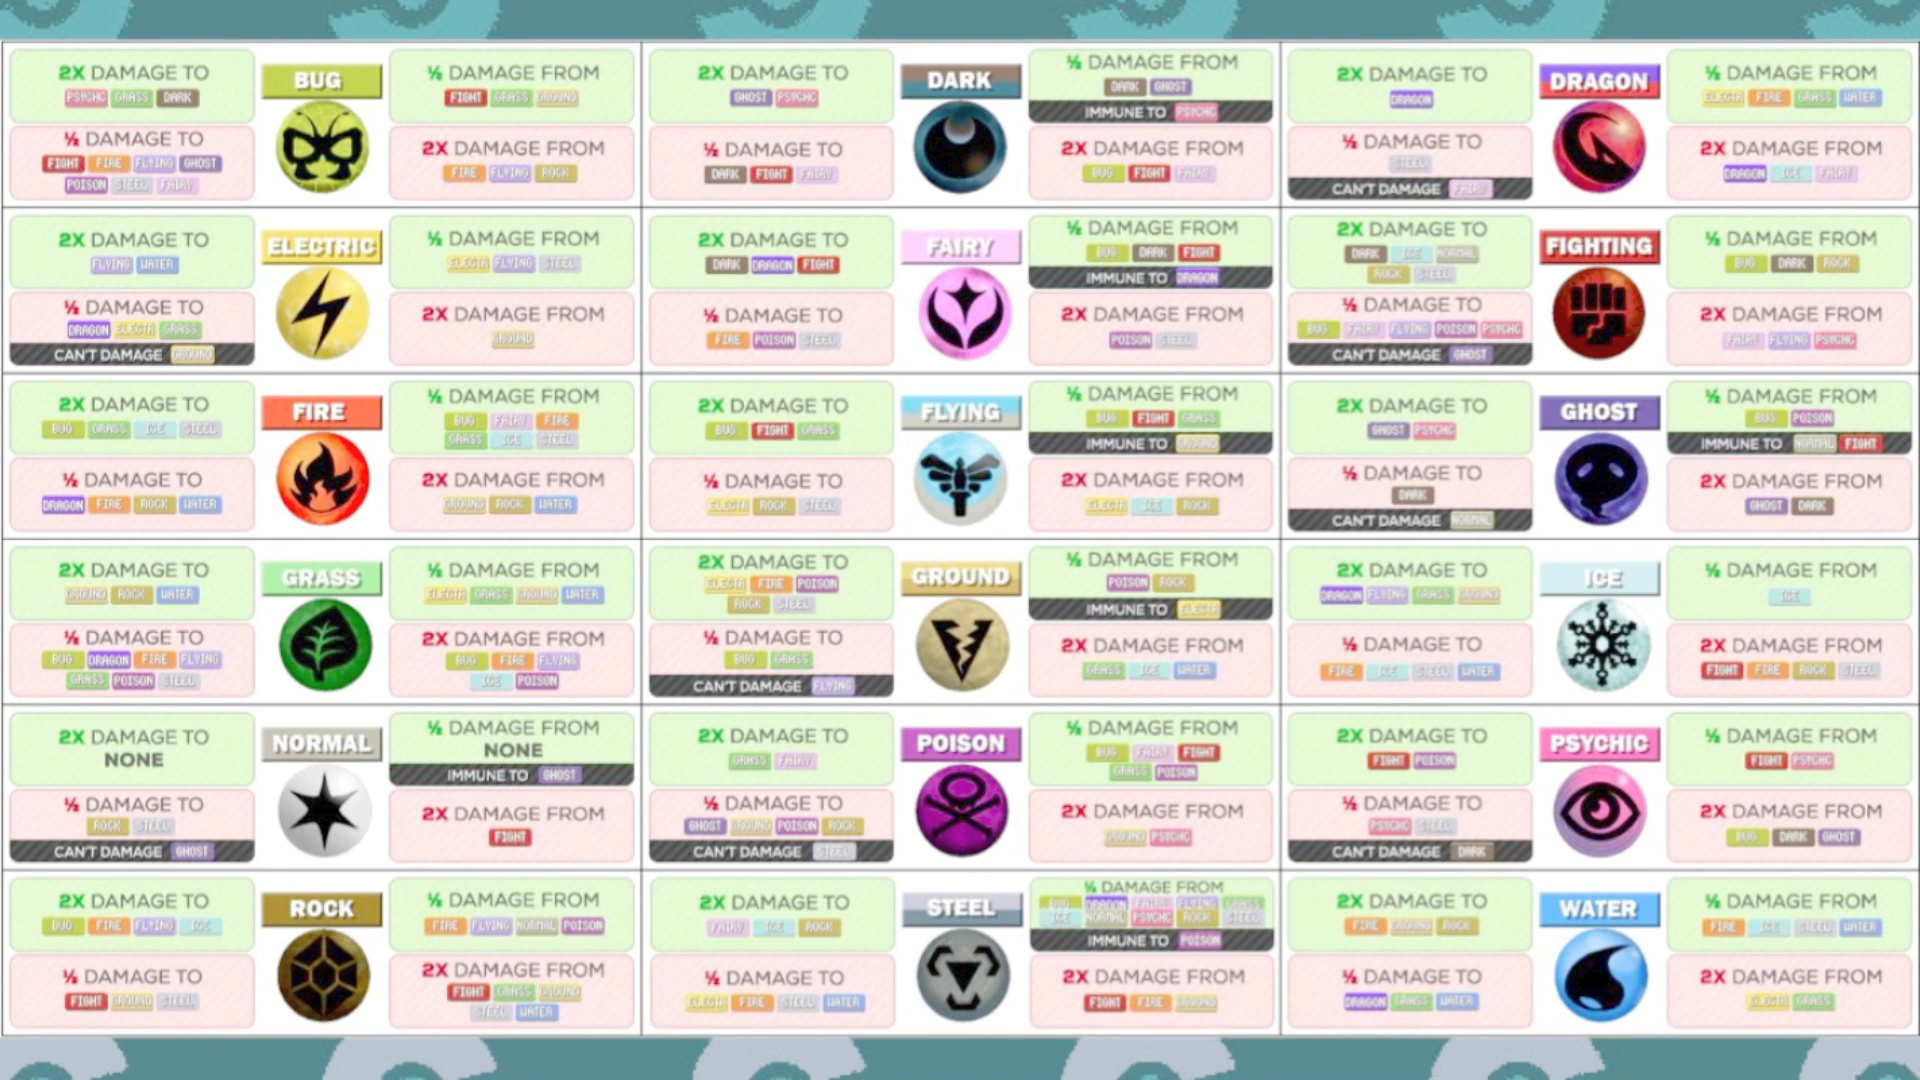 2X DAMAGE TO
PSYCHC GRASS DARK
½ DAMAGE TO
FIGHT FIRE FLYING GHOST
POISON STEEL FAIRY
BUG
½ DAMAGE FROM
FIGHT GRASS GROUND
2X DAMAGE FROM
FIRE FLYING ROCK
2X DAMAGE TO
GHOST PSYCHC
½ DAMAGE TO
DARK FIGHT FAIRY
DARK
½ DAMAGE FROM
DARK GHOST
IMMUNE TO PSYCHC
2X DAMAGE FROM
BUG FIGHT FAIRY
2X DAMAGE TO
DRAGON
½ DAMAGE TO
STEEL
CAN'T DAMAGE FAIRY
DRAGON
½ DAMAGE FROM
ELECTR FIRE GRASS WATER
2X DAMAGE FROM
DRAGON ICE FAIRY
2X DAMAGE TO
FLYING WATER
½ DAMAGE TO
DRAGON ELECTR GRASS
CAN'T DAMAGE GROUND
ELECTRIC
½ DAMAGE FROM
ELECTR FLYING STEEL
2X DAMAGE FROM
GROUND
2X DAMAGE TO
DARK DRAGON FIGHT
½ DAMAGE TO
FIRE POISON STEEL
FAIRY
½ DAMAGE FROM
BUG DARK FIGHT
IMMUNE TO DRAGON
2X DAMAGE FROM
POISON STEEL
2X DAMAGE TO
DARK ICE NORMAL
ROCK STEEL
½ DAMAGE TO
BUG FAIRY FLYING POISON PSYCHC
CAN'T DAMAGE GHOST
FIGHTING
½ DAMAGE FROM
BUG DARK ROCK
2X DAMAGE FROM
FAIRY FLYING PSYCHC
2X DAMAGE TO
BUG GRASS ICE STEEL
½ DAMAGE TO
DRAGON FIRE ROCK WATER
FIRE
½ DAMAGE FROM
BUG FAIRY FIRE
GRASS ICE STEEL
2X DAMAGE FROM
GROUND ROCK WATER
2X DAMAGE TO
BUG FIGHT GRASS
½ DAMAGE TO
ELECTR ROCK STEEL
FLYING
½ DAMAGE FROM
BUG FIGHT GRASS
IMMUNE TO GROUND
2X DAMAGE FROM
ELECTR ICE ROCK
2X DAMAGE TO
GHOST PSYCHC
½ DAMAGE TO
DARK
CAN'T DAMAGE NORMAL
GHOST
½ DAMAGE FROM
BUG POISON
IMMUNE TO NORMAL FIGHT
2X DAMAGE FROM
GHOST DARK
2X DAMAGE TO
GROUND ROCK WATER
½ DAMAGE TO
BUG DRAGON FIRE FLYING
GRASS POISON STEEL
GRASS
½ DAMAGE FROM
ELECTR GRASS GROUND WATER
2X DAMAGE FROM
BUG FIRE FLYING
ICE POISON
2X DAMAGE TO
ELECTR FIRE POISON
ROCK STEEL
½ DAMAGE TO
BUG GRASS
CAN'T DAMAGE FLYING
GROUND
½ DAMAGE FROM
POISON ROCK
IMMUNE TO ELECTR
2X DAMAGE FROM
GRASS ICE WATER
2X DAMAGE TO
DRAGON FLYING GRASS GROUND
½ DAMAGE TO
FIRE ICE STEEL WATER
ICE
½ DAMAGE FROM
ICE
2X DAMAGE FROM
FIGHT FIRE ROCK STEEL
2X DAMAGE TO
NONE
½ DAMAGE TO
ROCK STEEL
CAN'T DAMAGE GHOST
NORMAL
½ DAMAGE FROM
NONE
IMMUNE TO GHOST
2X DAMAGE FROM
FIGHT
2X DAMAGE TO
GRASS FAIRY
½ DAMAGE TO
GHOST GROUND POISON ROCK
CAN'T DAMAGE STEEL
POISON
½ DAMAGE FROM
BUG FAIRY FIGHT
GRASS POISON
2X DAMAGE FROM
GROUND PSYCHC
2X DAMAGE TO
FIGHT POISON
½ DAMAGE TO
PSYCHC STEEL
CAN'T DAMAGE DARK
PSYCHIC
½ DAMAGE FROM
FIGHT PSYCHC
2X DAMAGE FROM
BUG DARK GHOST
2X DAMAGE TO
BUG FIRE FLYING ICE
½ DAMAGE TO
FIGHT GROUND STEEL
ROCK
½ DAMAGE FROM
FIRE FLYING NORMAL POISON
2X DAMAGE FROM
FIGHT GRASS GROUND
STEEL WATER
2X DAMAGE TO
FAIRY ICE ROCK
½ DAMAGE TO
ELECTR FIRE STEEL WATER
STEEL
½ DAMAGE FROM
BUG DRAGON FAIRY FLYING GRASS
ICE NORMAL PSYCHC ROCK STEEL
IMMUNE TO POISON
2X DAMAGE FROM
FIGHT FIRE GROUND
2X DAMAGE TO
FIRE GROUND ROCK
½ DAMAGE TO
DRAGON GRASS WATER
WATER
½ DAMAGE FROM
FIRE ICE STEEL WATER
2X DAMAGE FROM
ELECTR GRASS